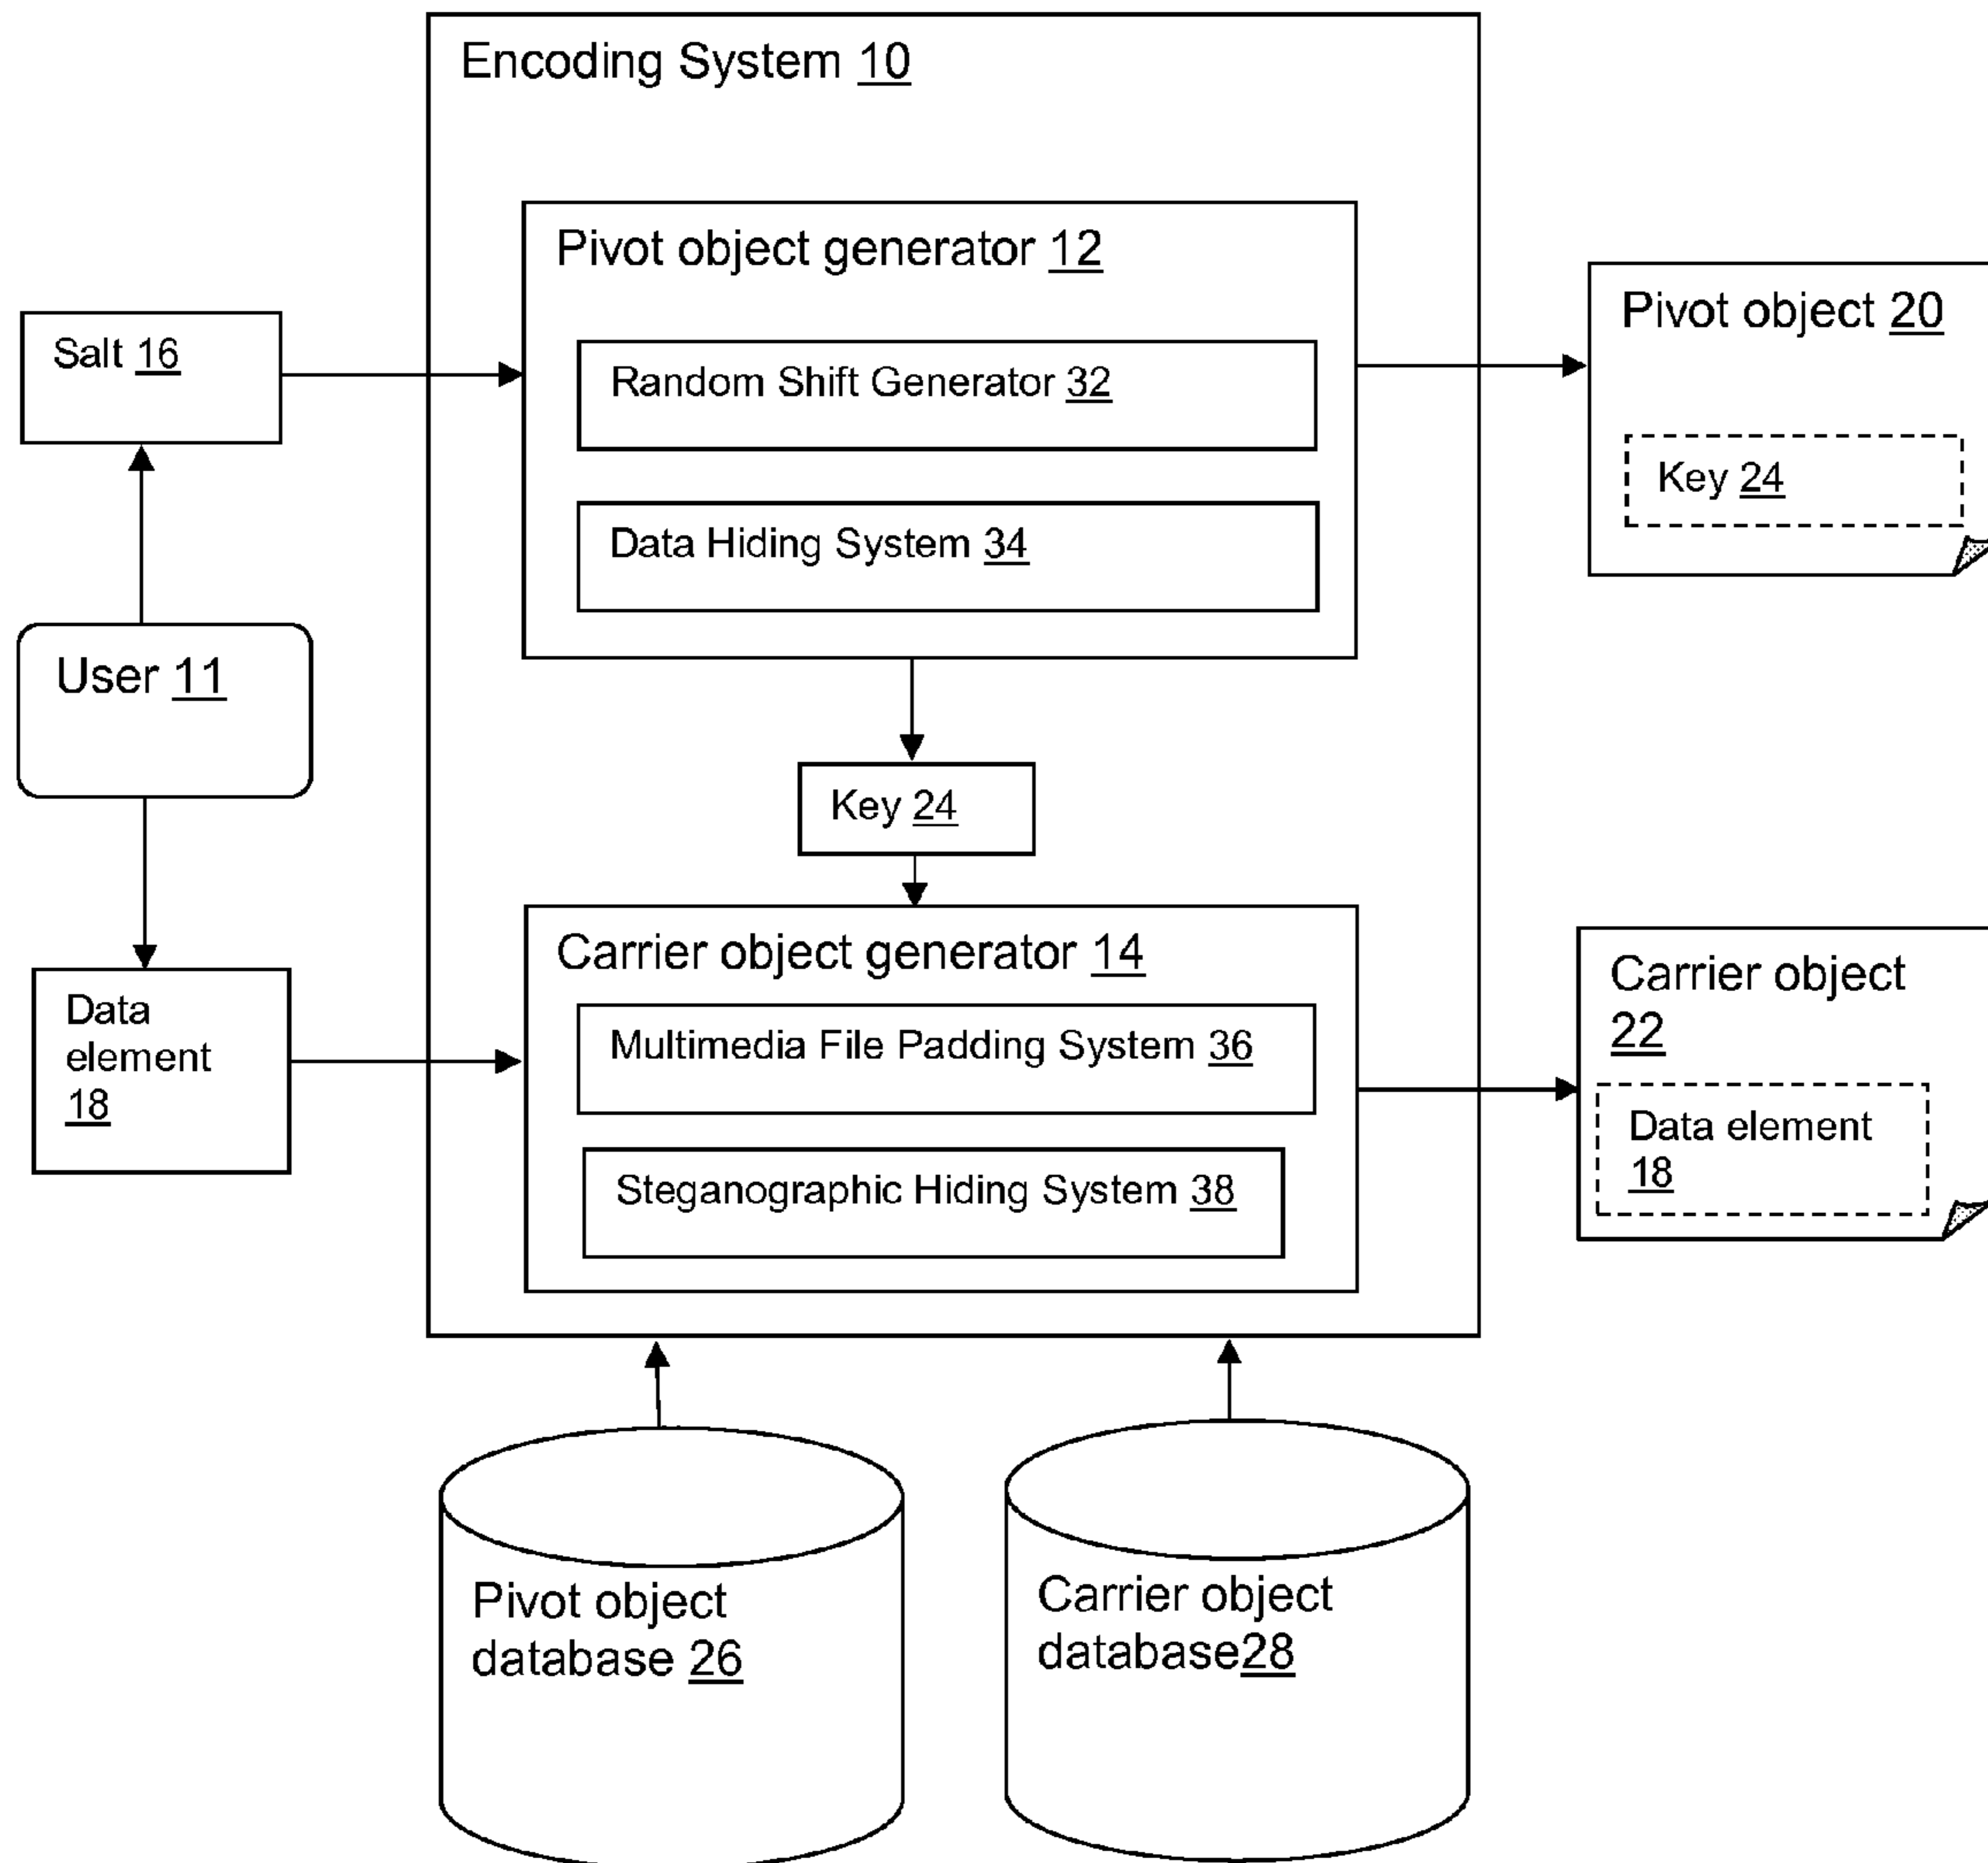 Encoding System 10
Pivot object generator 12
Random Shift Generator 32
Data Hiding System 34
Salt 16
User 11
Data
element
18
Key 24
Carrier object generator 14
Multimedia File Padding System 36
Steganographic Hiding System 38
Pivot object 20
Key 24
Carrier object
22
Data element
18
Pivot object
database 26
Carrier object
database28